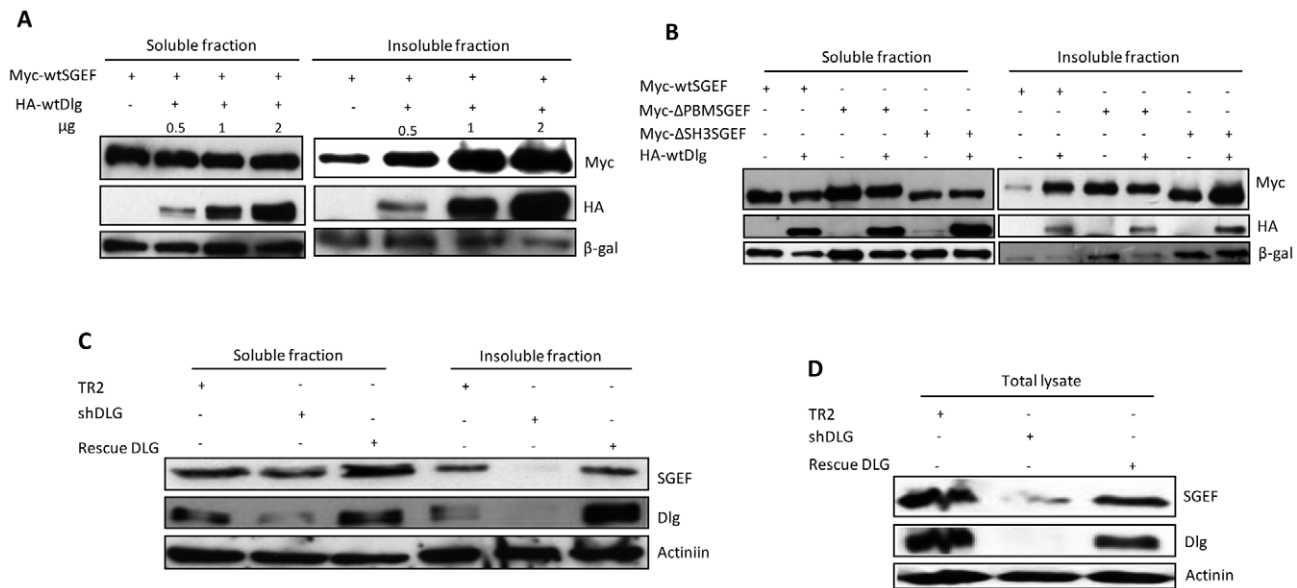 A
Soluble fraction
Insoluble fraction
Myc-wtSGEF + + + + + + + +
HA-wtDlg - + + + - + + +
µg 0.5 1 2 0.5 1 2
Myc
HA
β-gal
B
Soluble fraction
Insoluble fraction
Myc-wtSGEF + + - - - - + + - - - -
Myc-ΔPBMSGEF - - + + - - - - + + - -
Myc-ΔSH3SGEF - - - - + + - - - - + +
HA-wtDlg - + - + - + - + - + - +
Myc
HA
β-gal
C
Soluble fraction
Insoluble fraction
TR2 + - - + - -
shDLG - + - - + -
Rescue DLG - - + - - +
SGEF
Dlg
Actiniin
D
Total lysate
TR2 + - -
shDLG - + -
Rescue DLG - - +
SGEF
Dlg
Actinin